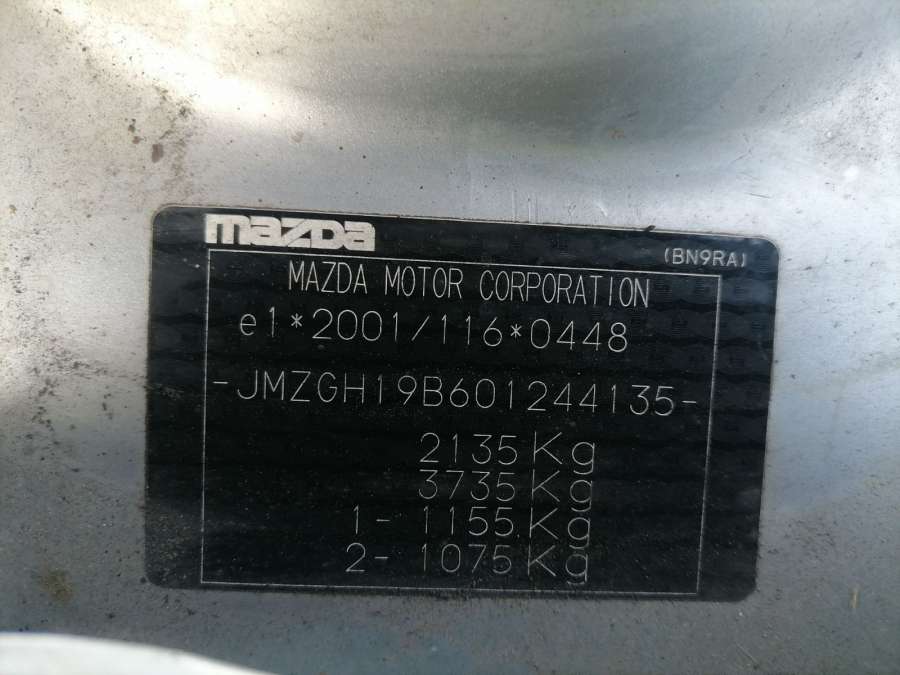 mazda
(BN9RA)
MAZDA MOTOR CORPORATION
e1*2001/116*0448
-JMZGH19B601244135-
2135 Kg
3735 Kg
1- 1155 Kg
2- 1075 Kg